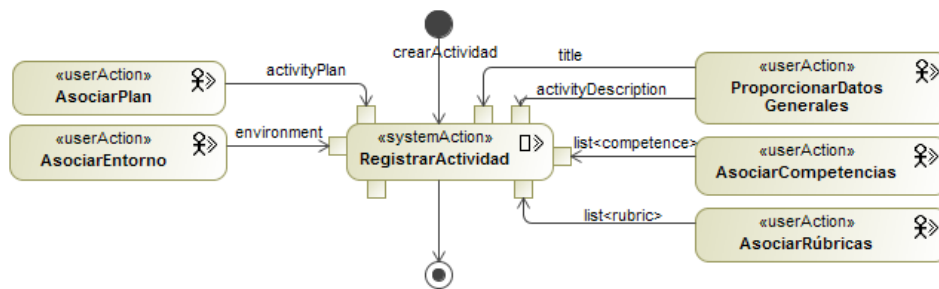 crearActividad
title
«userAction»
AsociarPlan
activityPlan
«userAction»
ProporcionarDatos
Generales
activityDescription
«userAction»
AsociarEntorno
environment
«systemAction»
RegistrarActividad
list<competence>
«userAction»
AsociarCompetencias
list<rubric>
«userAction»
AsociarRúbricas